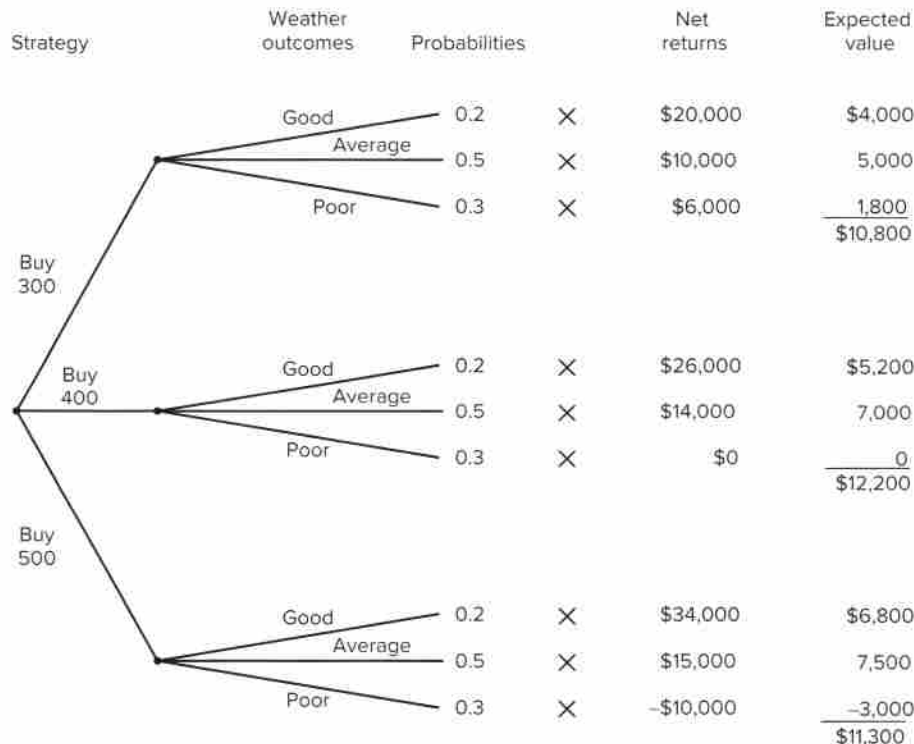 Strategy Weather outcomes Probabilities Net returns Expected value
Good 0.2 × $20,000 $4,000
Average 0.5 × $10,000 5,000
Poor 0.3 × $6,000 1,800
$10,800
Buy 300
Good 0.2 × $26,000 $5,200
Buy 400
Average 0.5 × $14,000 7,000
Poor 0.3 × $0 0
$12,200
Buy 500
Good 0.2 × $34,000 $6,800
Average 0.5 × $15,000 7,500
Poor 0.3 × –$10,000 –3,000
$11,300